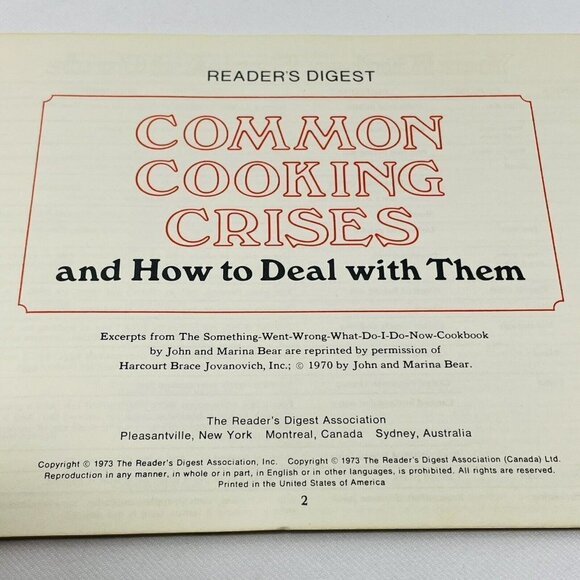 READER'S DIGEST
COMMON
COOKING
CRISES
and How to Deal with Them
Excerpts from The Something-Went-Wrong-What-Do-I-Do-Now-Cookbook
by John and Marina Bear are reprinted by permission of
Harcourt Brace Jovanovich, Inc.; © 1970 by John and Marina Bear.
The Reader's Digest Association
Pleasantville, New York Montreal, Canada Sydney, Australia
Copyright © 1973 The Reader's Digest Association, Inc. Copyright © 1973 The Reader's Digest Association (Canada) Ltd.
Reproduction in any manner, in whole or in part, in English or in other languages, is prohibited. All rights are reserved.
Printed in the United States of America
2